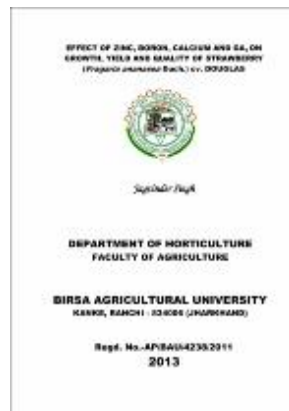 EFFECT OF ZINC, BORON, CALCIUM AND GA, ON
GROWTH, YIELD AND QUALITY OF STRAWBERRY
(Fragaria ananassa Duch.) cv. DOUGLAS
Singh
DEPARTMENT OF HORTICULTURE
FACULTY OF AGRICULTURE
BIRSA AGRICULTURAL UNIVERSITY
KANKE, RANCHI - 834006 (JHARKHAND)
Regd. No.-AP/BAU/4238/2011
2013